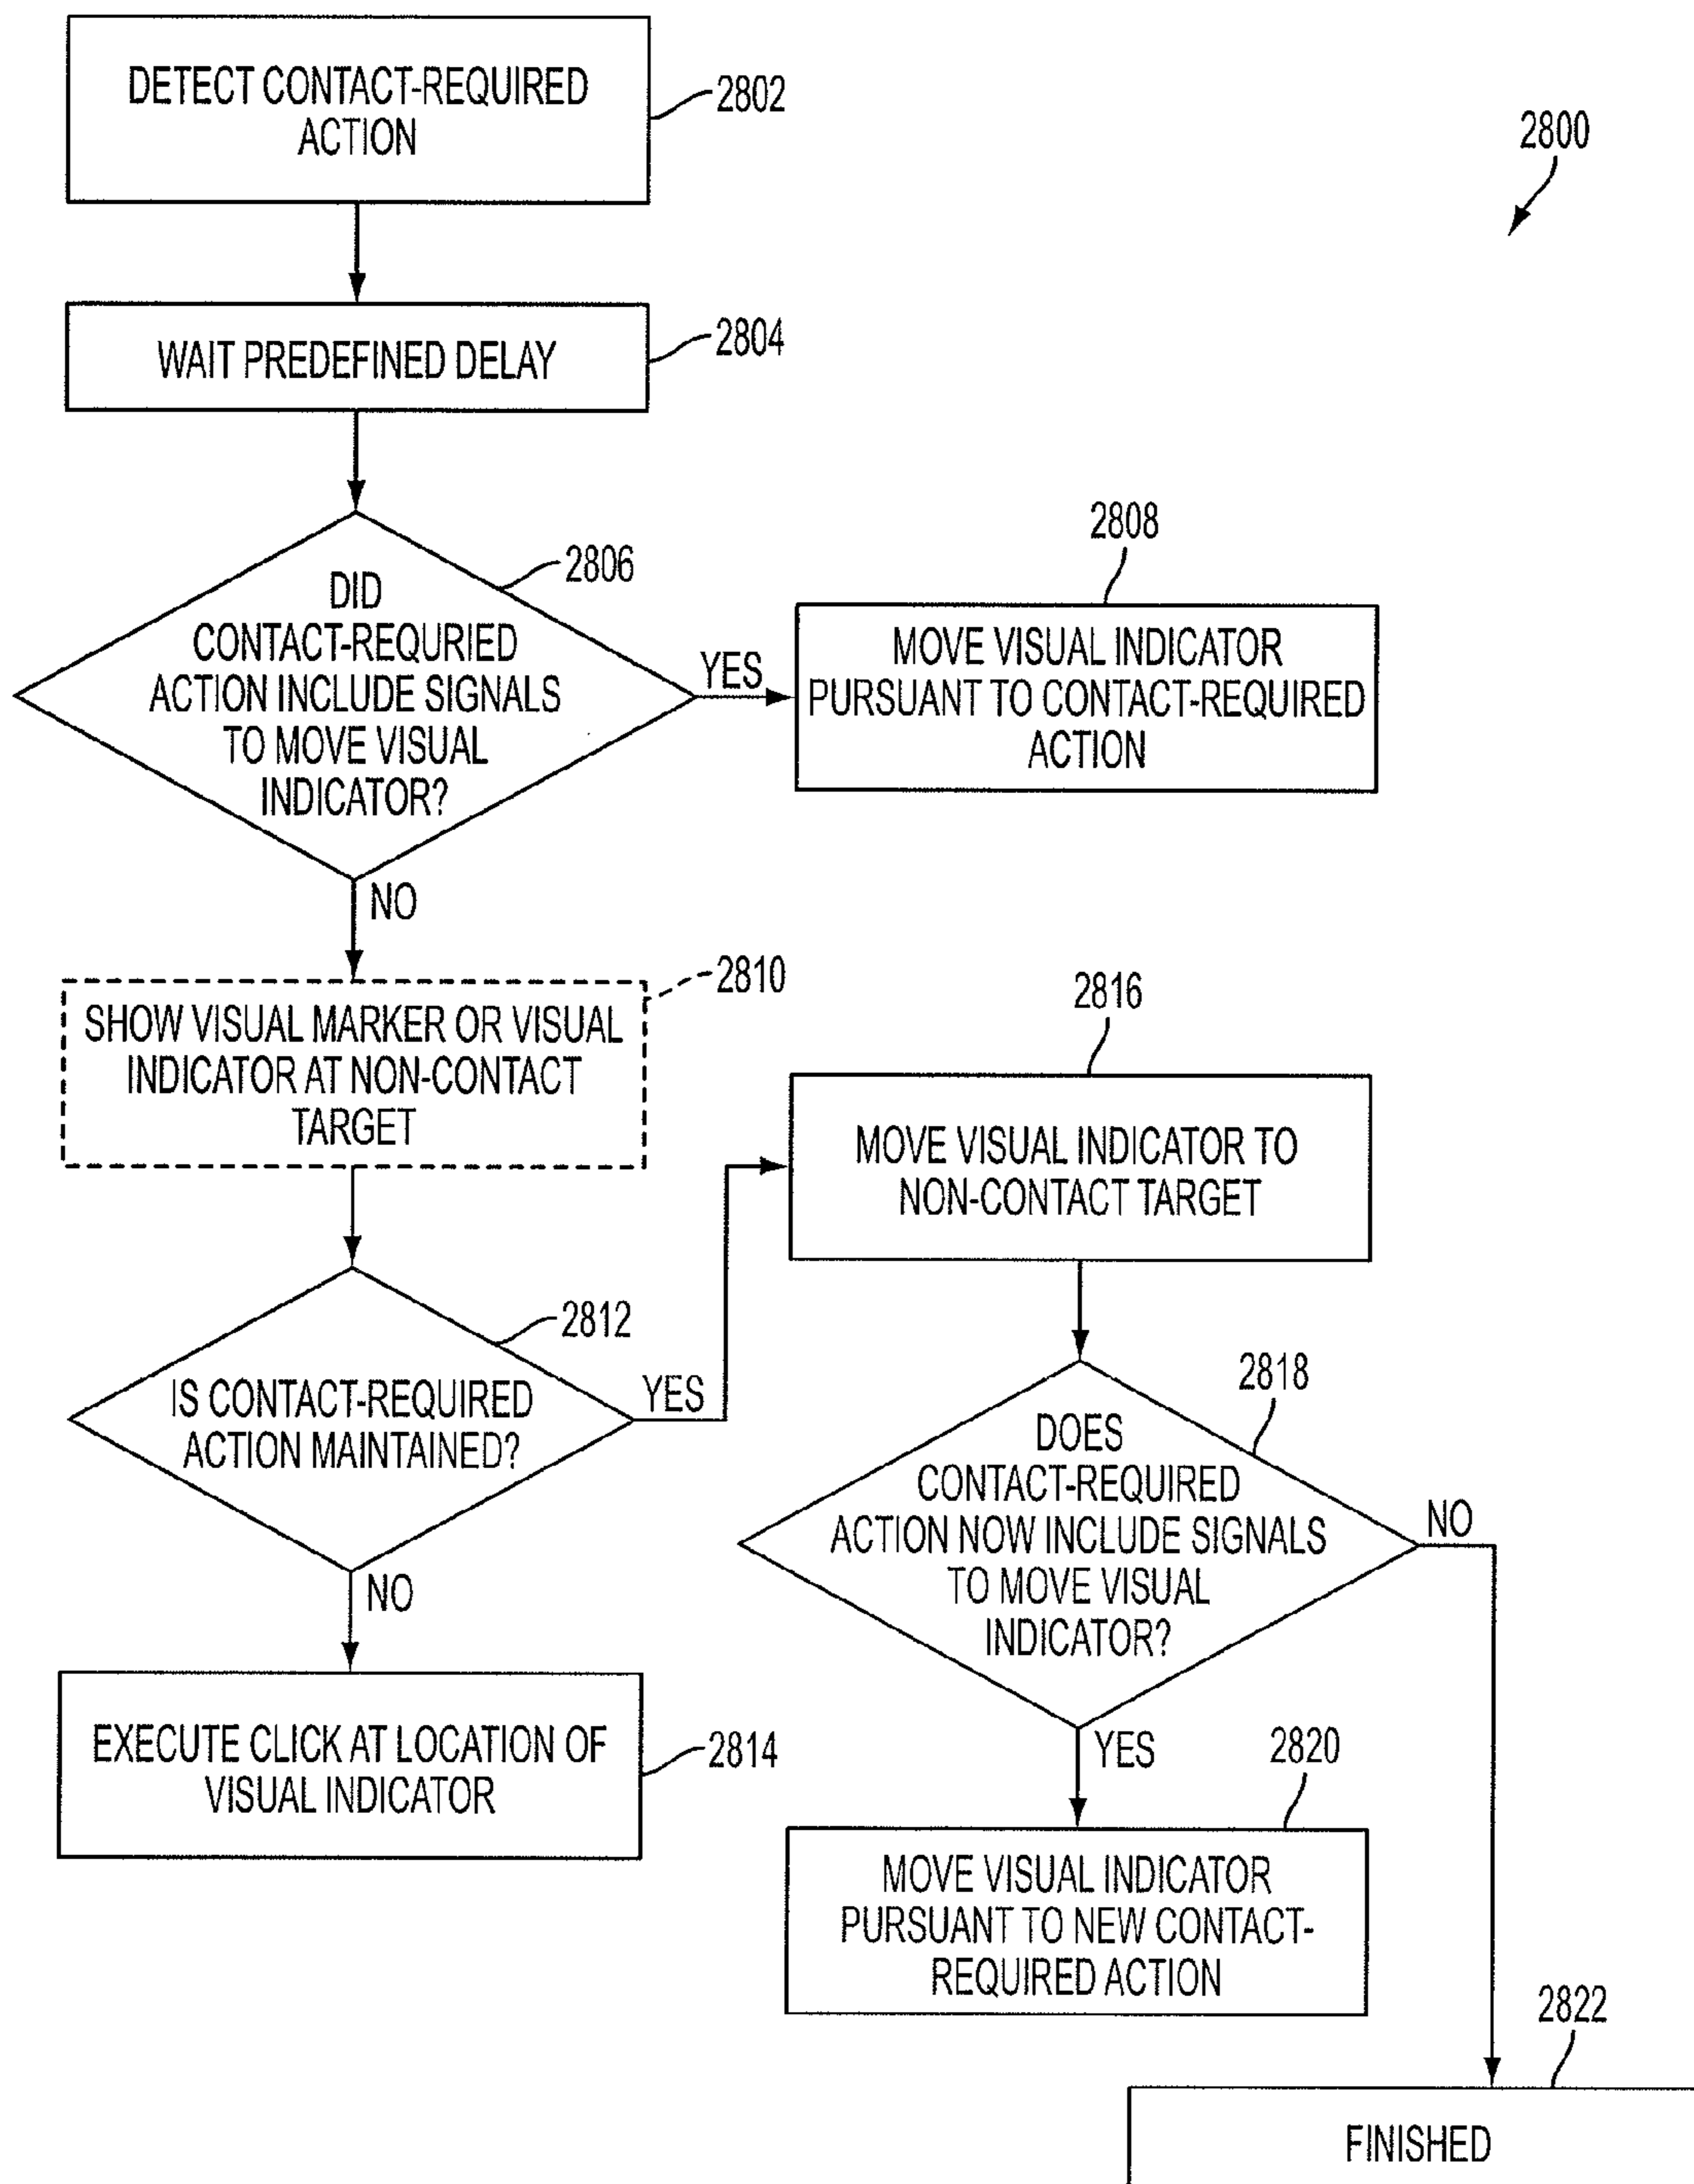 DETECT CONTACT-REQUIRED
ACTION
2802
2800
WAIT PREDEFINED DELAY
2804
DID
CONTACT-REQURIED
ACTION INCLUDE SIGNALS
TO MOVE VISUAL
INDICATOR?
2806
YES
2808
MOVE VISUAL INDICATOR
PURSUANT TO CONTACT-REQUIRED
ACTION
NO
2810
SHOW VISUAL MARKER OR VISUAL
INDICATOR AT NON-CONTACT
TARGET
2812
IS CONTACT-REQUIRED
ACTION MAINTAINED?
YES
NO
EXECUTE CLICK AT LOCATION OF
VISUAL INDICATOR
2814
2816
MOVE VISUAL INDICATOR TO
NON-CONTACT TARGET
2818
DOES
CONTACT-REQUIRED
ACTION NOW INCLUDE SIGNALS
TO MOVE VISUAL
INDICATOR?
NO
YES
2820
MOVE VISUAL INDICATOR
PURSUANT TO NEW CONTACT-
REQUIRED ACTION
2822
FINISHED